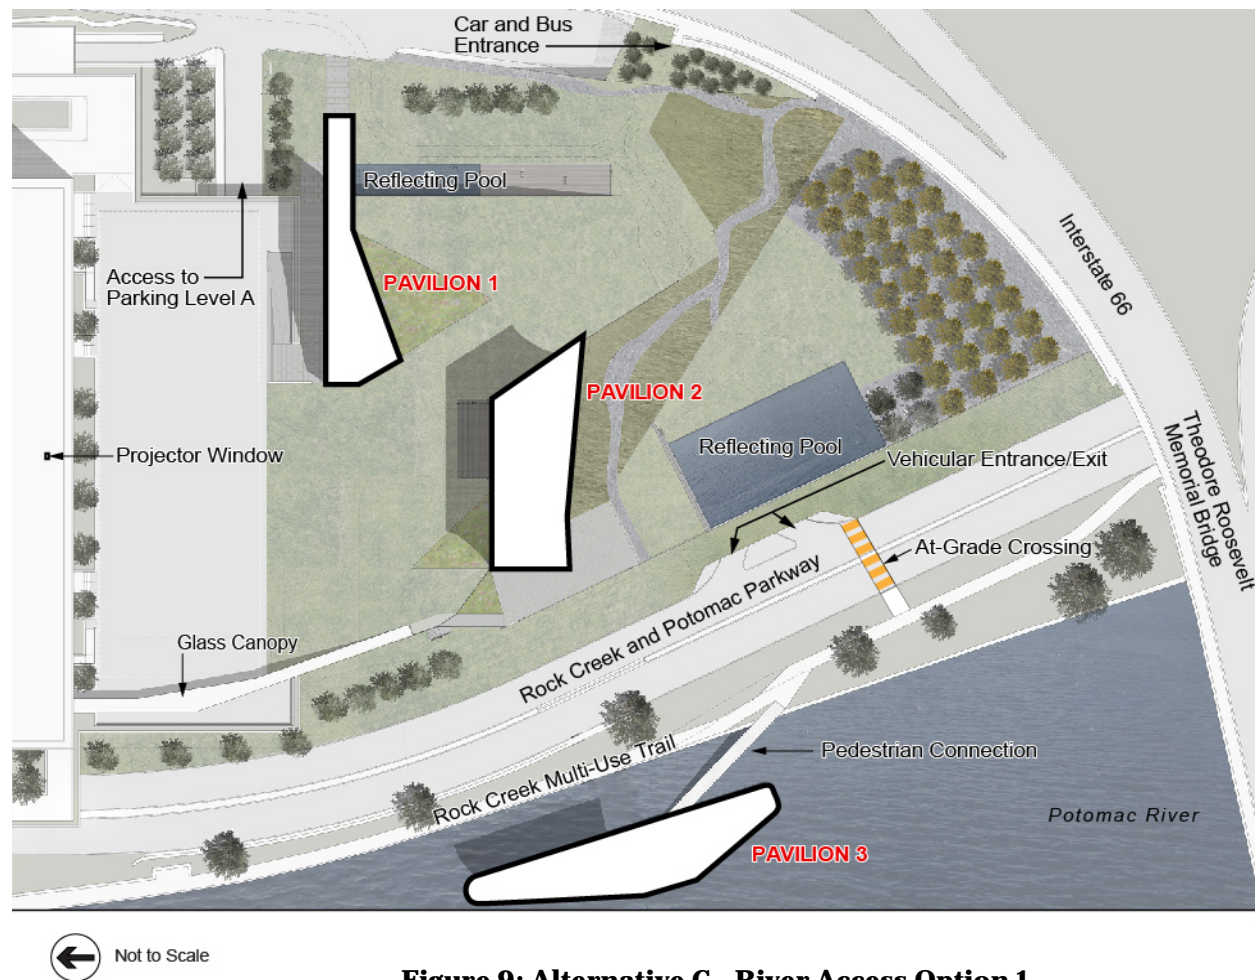 Car and Bus
Entrance
Reflecting Pool
Access to
Parking Level A
PAVILION 1
Interstate 66
PAVILION 2
Theodore Roosevelt
Memorial Bridge
Projector Window
Reflecting Pool
Vehicular Entrance/Exit
At-Grade Crossing
Rock Creek and Potomac Parkway
Glass Canopy
Pedestrian Connection
Rock Creek Multi-Use Trail
Potomac River
PAVILION 3
Not to Scale
Figure 9: Alternative C - River Access Option 1